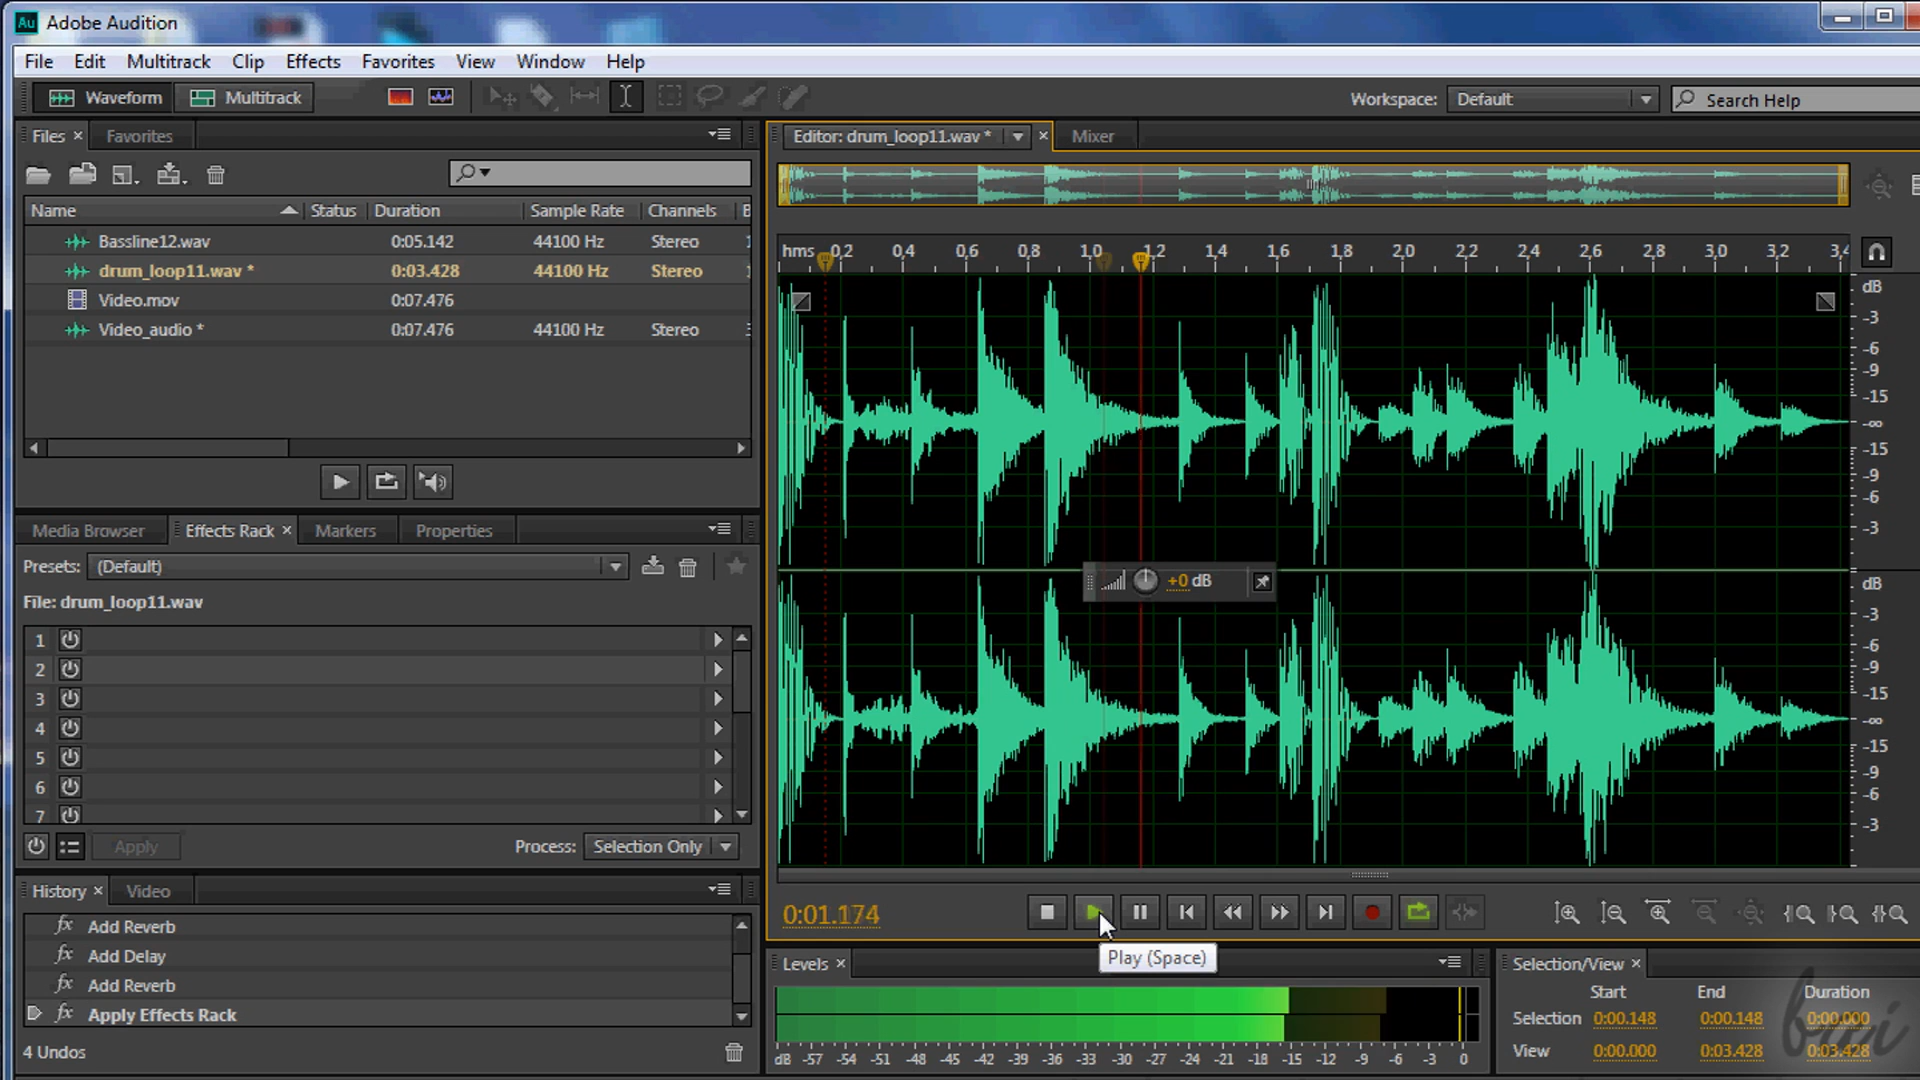 Au Adobe Audition
File Edit Multitrack Clip Effects Favorites View Window Help
Waveform Multitrack Workspace: Default Search Help
Files × Favorites
Name Status Duration Sample Rate Channels B
Bassline12.wav 0:05.142 44100 Hz Stereo
drum_loop11.wav * 0:03.428 44100 Hz Stereo
Video.mov 0:07.476
Video_audio * 0:07.476 44100 Hz Stereo
Media Browser Effects Rack × Markers Properties
Presets: (Default)
File: drum_loop11.wav
1
2
3
4
5
6
7
Apply Process: Selection Only
History × Video
fx Add Reverb
fx Add Delay
fx Add Reverb
fx Apply Effects Rack
4 Undos
Editor: drum_loop11.wav * × Mixer
hms 0,2 0,4 0,6 0,8 1,0 1,2 1,4 1,6 1,8 2,0 2,2 2,4 2,6 2,8 3,0 3,2 3,4
dB
-3
-6
-9
-15
-∞
-15
-9
-6
-3
+0 dB
dB
-3
-6
-9
-15
-∞
-15
-9
-6
-3
0:01.174
Play (Space)
Levels ×
dB -57 -54 -51 -48 -45 -42 -39 -36 -33 -30 -27 -24 -21 -18 -15 -12 -9 -6 -3 0
Selection/View ×
Start End Duration
Selection 0:00.148 0:00.148 0:00.000
View 0:00.000 0:03.428 0:03.428